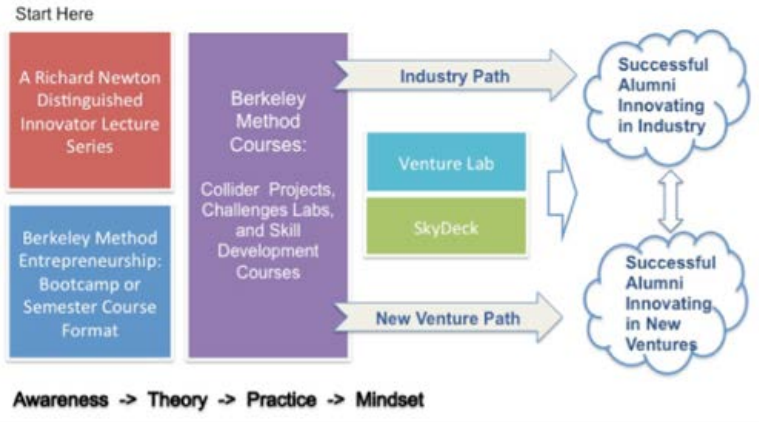 Start Here
A Richard Newton
Distinguished
Innovator Lecture
Series
Berkeley Method
Entrepreneurship:
Bootcamp or
Semester Course
Format
Berkeley
Method
Courses:
Collider Projects,
Challenges Labs,
and Skill
Development
Courses
Industry Path
Venture Lab
SkyDeck
New Venture Path
Successful
Alumni
Innovating
in Industry
Successful
Alumni
Innovating
in New
Ventures
Awareness -> Theory -> Practice -> Mindset